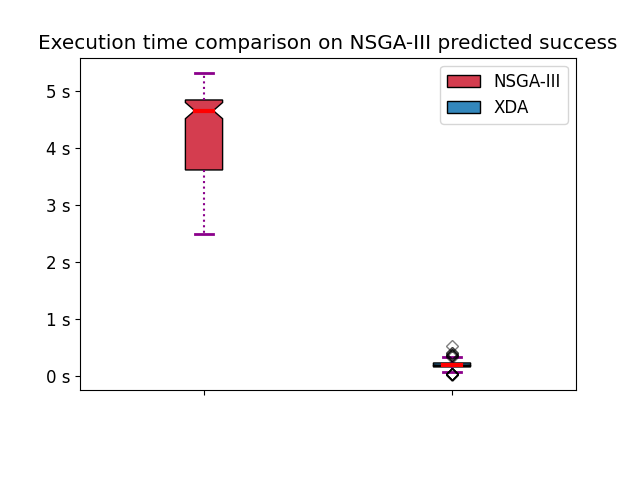 Execution time comparison on NSGA-III predicted success
NSGA-III
XDA
5 s
4 s
3 s
2 s
1 s
0 s